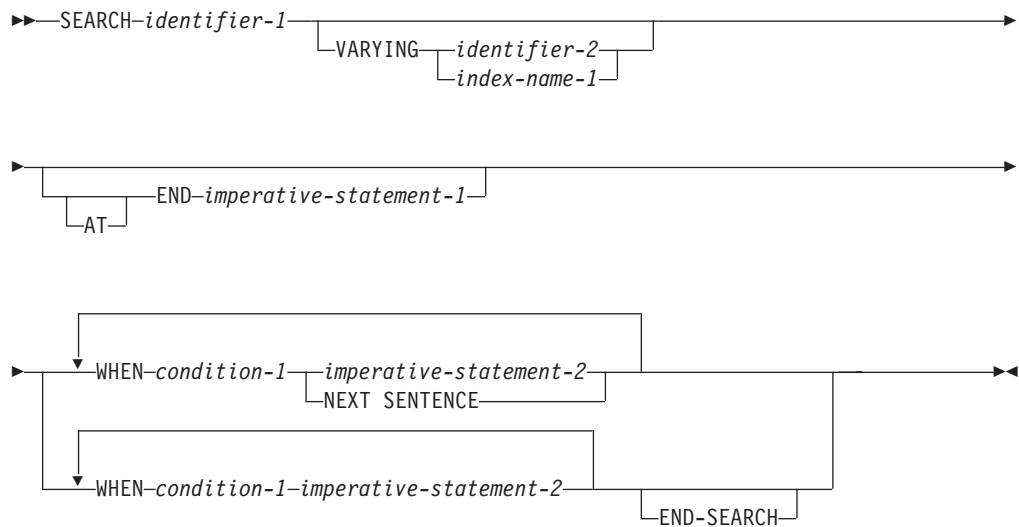 SEARCH identifier-1
VARYING identifier-2
index-name-1
END imperative-statement-1
AT
WHEN condition-1 imperative-statement-2
NEXT SENTENCE
WHEN condition-1 imperative-statement-2
END-SEARCH